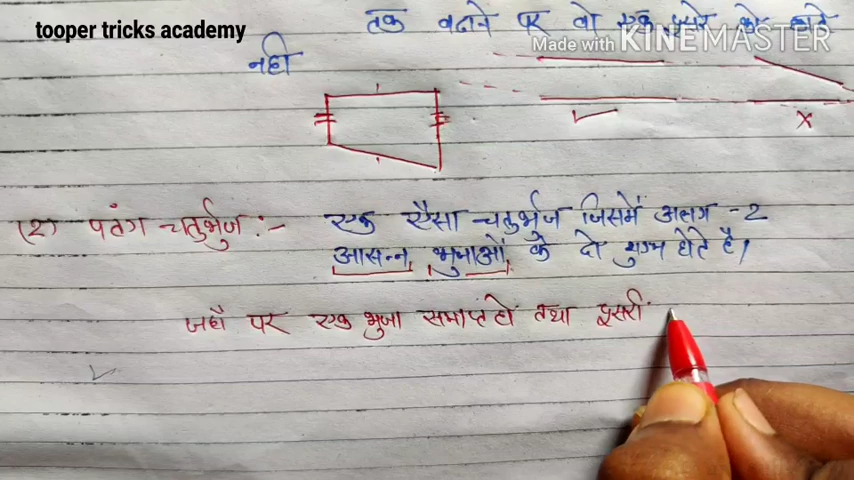 tooper tricks academy
तक बढाने पर वो एक दूसरे को काटे
Made with KINEMASTER
नही
(2) पतंग चतुर्भुज :- एक ऐसा चतुर्भुज जिसमें अलग -2
आसन्न भुजाओं के दो युग्म होते है।
जहाँ पर एक भुजा समाप्त हो तथा दूसरी